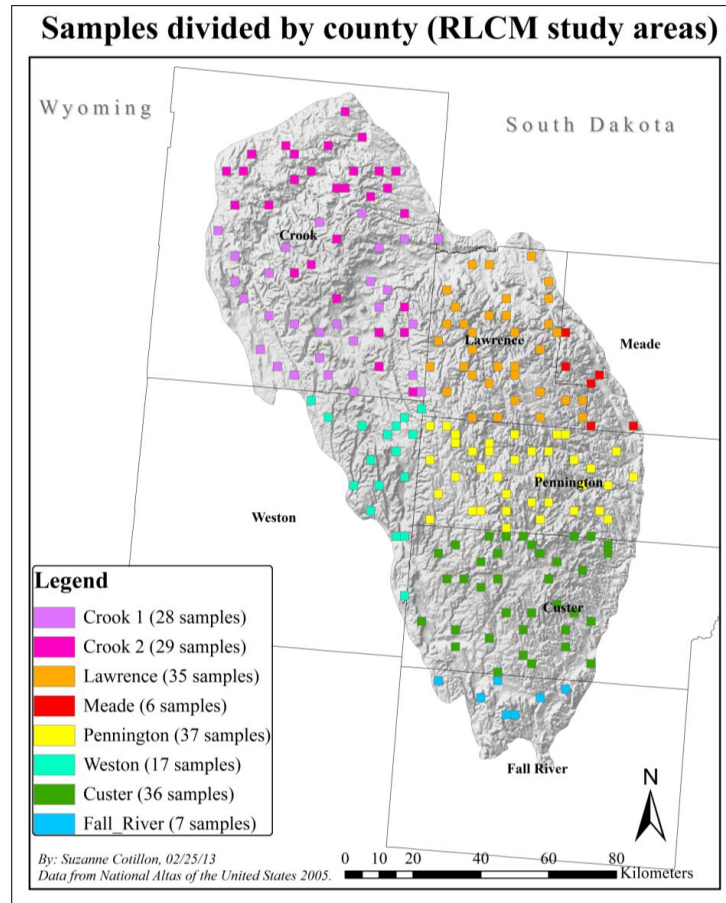 Samples divided by county (RLCM study areas)
Wyoming
South Dakota
Crook
Lawrence
Meade
Pennington
Weston
Custer
Fall River
Legend
Crook 1 (28 samples)
Crook 2 (29 samples)
Lawrence (35 samples)
Meade (6 samples)
Pennington (37 samples)
Weston (17 samples)
Custer (36 samples)
Fall_River (7 samples)
N
By: Suzanne Cotillon, 02/25/13
Data from National Altas of the United States 2005.
0 10 20 40 60 80
Kilometers